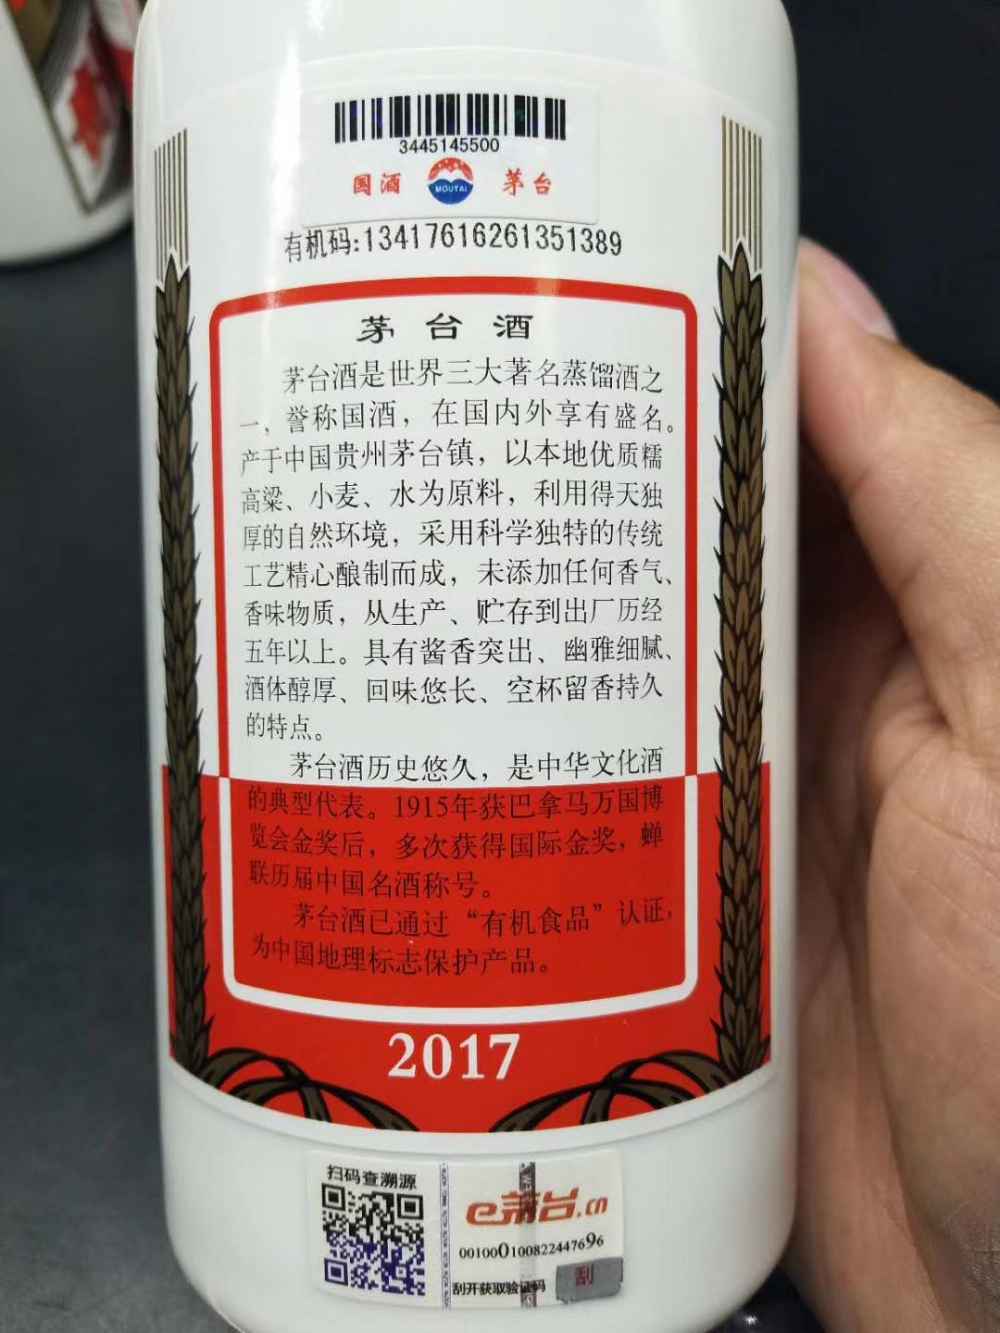 3445145500
国酒 MOUTAI 茅台
有机码:13417616261351389
茅台酒
茅台酒是世界三大著名蒸馏酒之
一，誉称国酒，在国内外享有盛名。
产于中国贵州茅台镇，以本地优质糯
高粱、小麦、水为原料，利用得天独
厚的自然环境，采用科学独特的传统
工艺精心酿制而成，未添加任何香气、
香味物质，从生产、贮存到出厂历经
五年以上。具有酱香突出、幽雅细腻、
酒体醇厚、回味悠长、空杯留香持久
的特点。
茅台酒历史悠久，是中华文化酒
的典型代表。1915年获巴拿马万国博
览会金奖后，多次获得国际金奖，蝉
联历届中国名酒称号。
茅台酒已通过“有机食品”认证，
为中国地理标志保护产品。
2017
扫码查溯源
e茅台.cn
001000100822447696
刮开获取验证码 刮